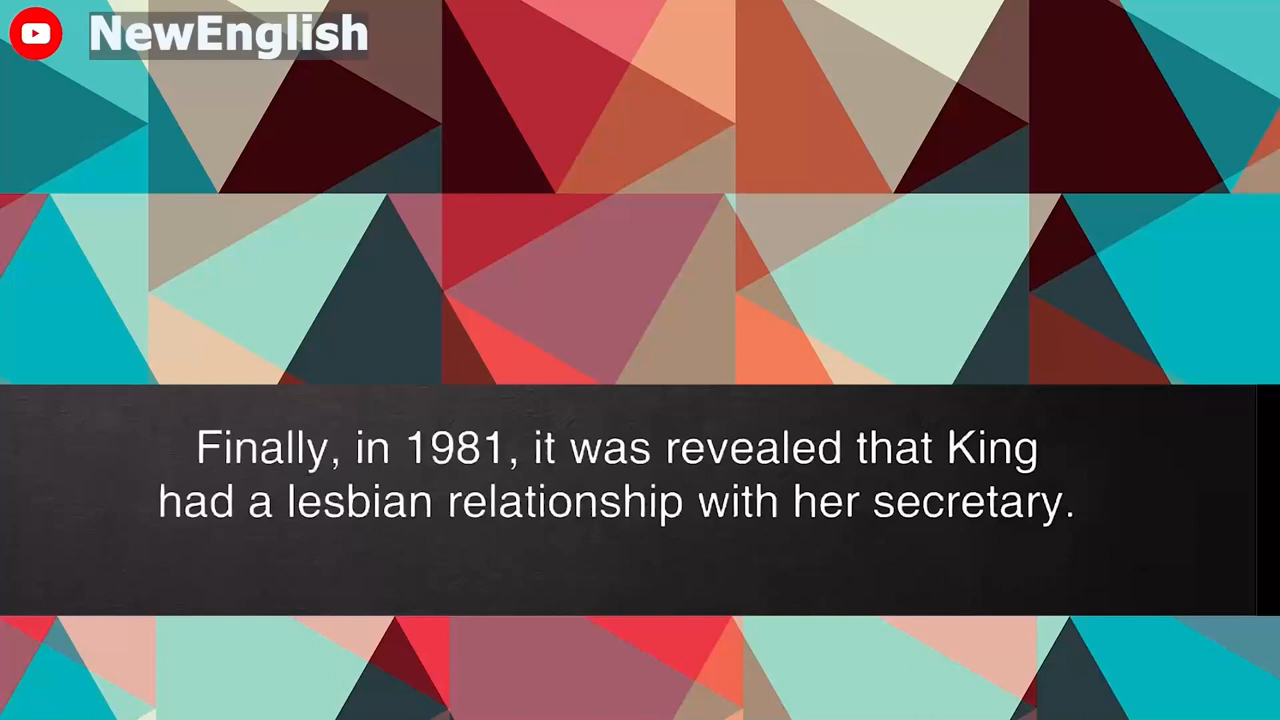 NewEnglish
Finally, in 1981, it was revealed that King
had a lesbian relationship with her secretary.